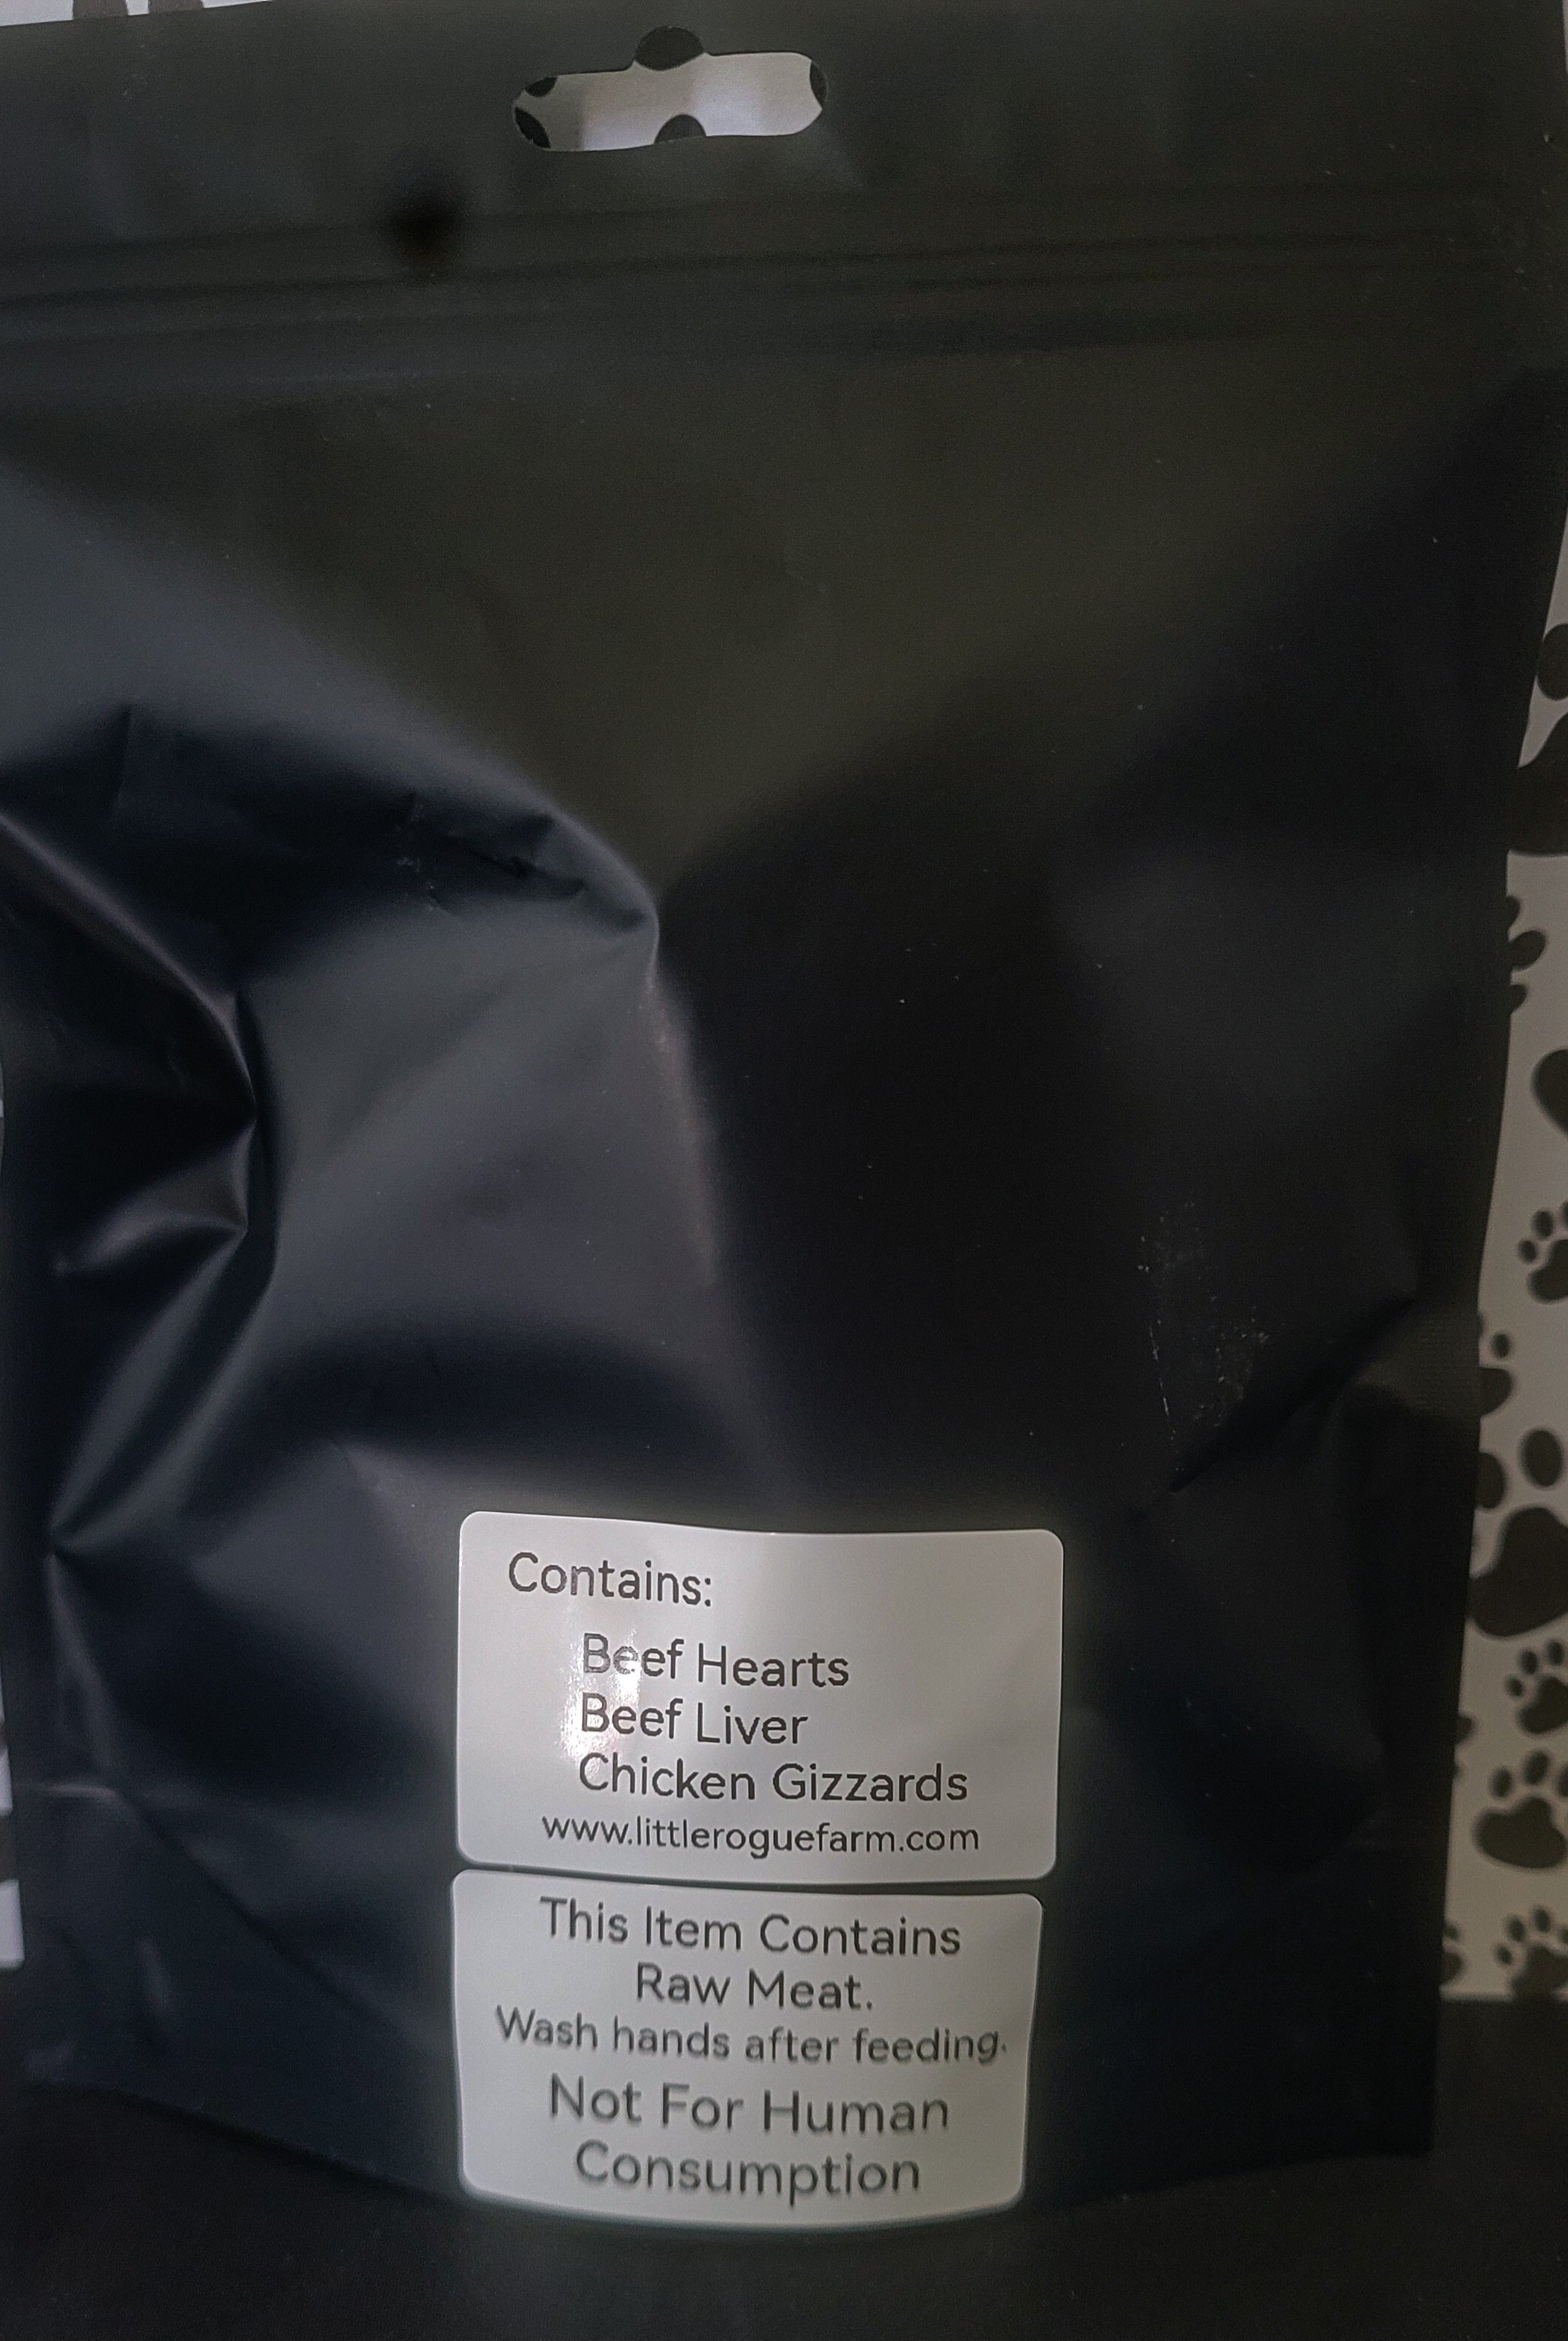 Contains:
Beef Hearts
Beef Liver
Chicken Gizzards
www.littleroguefarm.com
This Item Contains
Raw Meat.
Wash hands after feeding.
Not For Human
Consumption